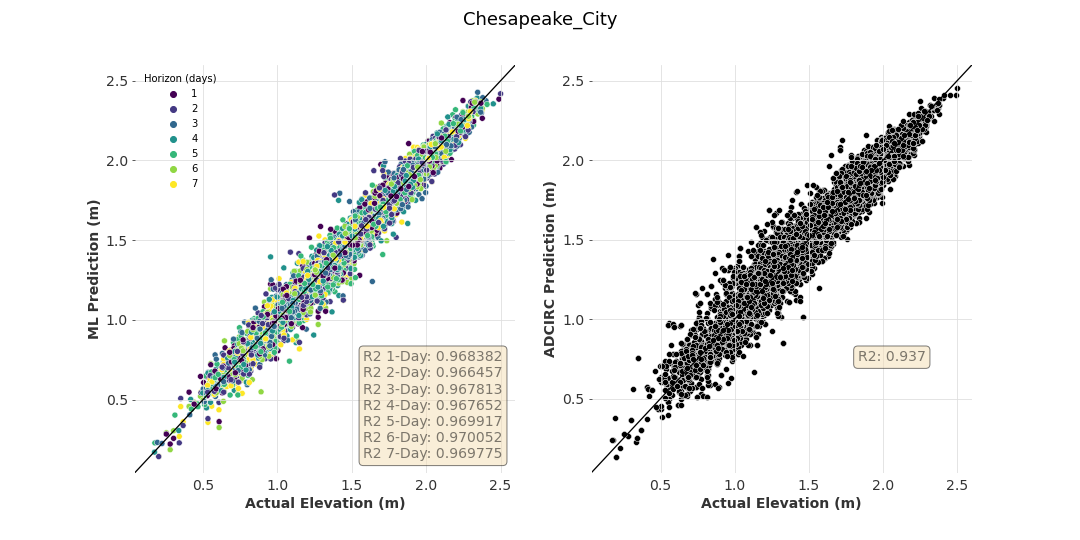 Chesapeake_City
Horizon (days)
1
2
3
4
5
6
7
2.5
2.0
1.5
1.0
0.5
ML Prediction (m)
R2 1-Day: 0.968382
R2 2-Day: 0.966457
R2 3-Day: 0.967813
R2 4-Day: 0.967652
R2 5-Day: 0.969917
R2 6-Day: 0.970052
R2 7-Day: 0.969775
0.5 1.0 1.5 2.0 2.5
Actual Elevation (m)
2.5
2.0
1.5
1.0
0.5
ADCIRC Prediction (m)
R2: 0.937
0.5 1.0 1.5 2.0 2.5
Actual Elevation (m)